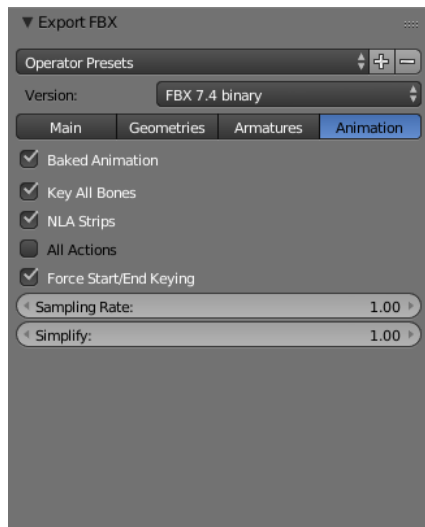 Export FBX
Operator Presets
Version: FBX 7.4 binary
Main Geometries Armatures Animation
Baked Animation
Key All Bones
NLA Strips
All Actions
Force Start/End Keying
Sampling Rate: 1.00
Simplify: 1.00